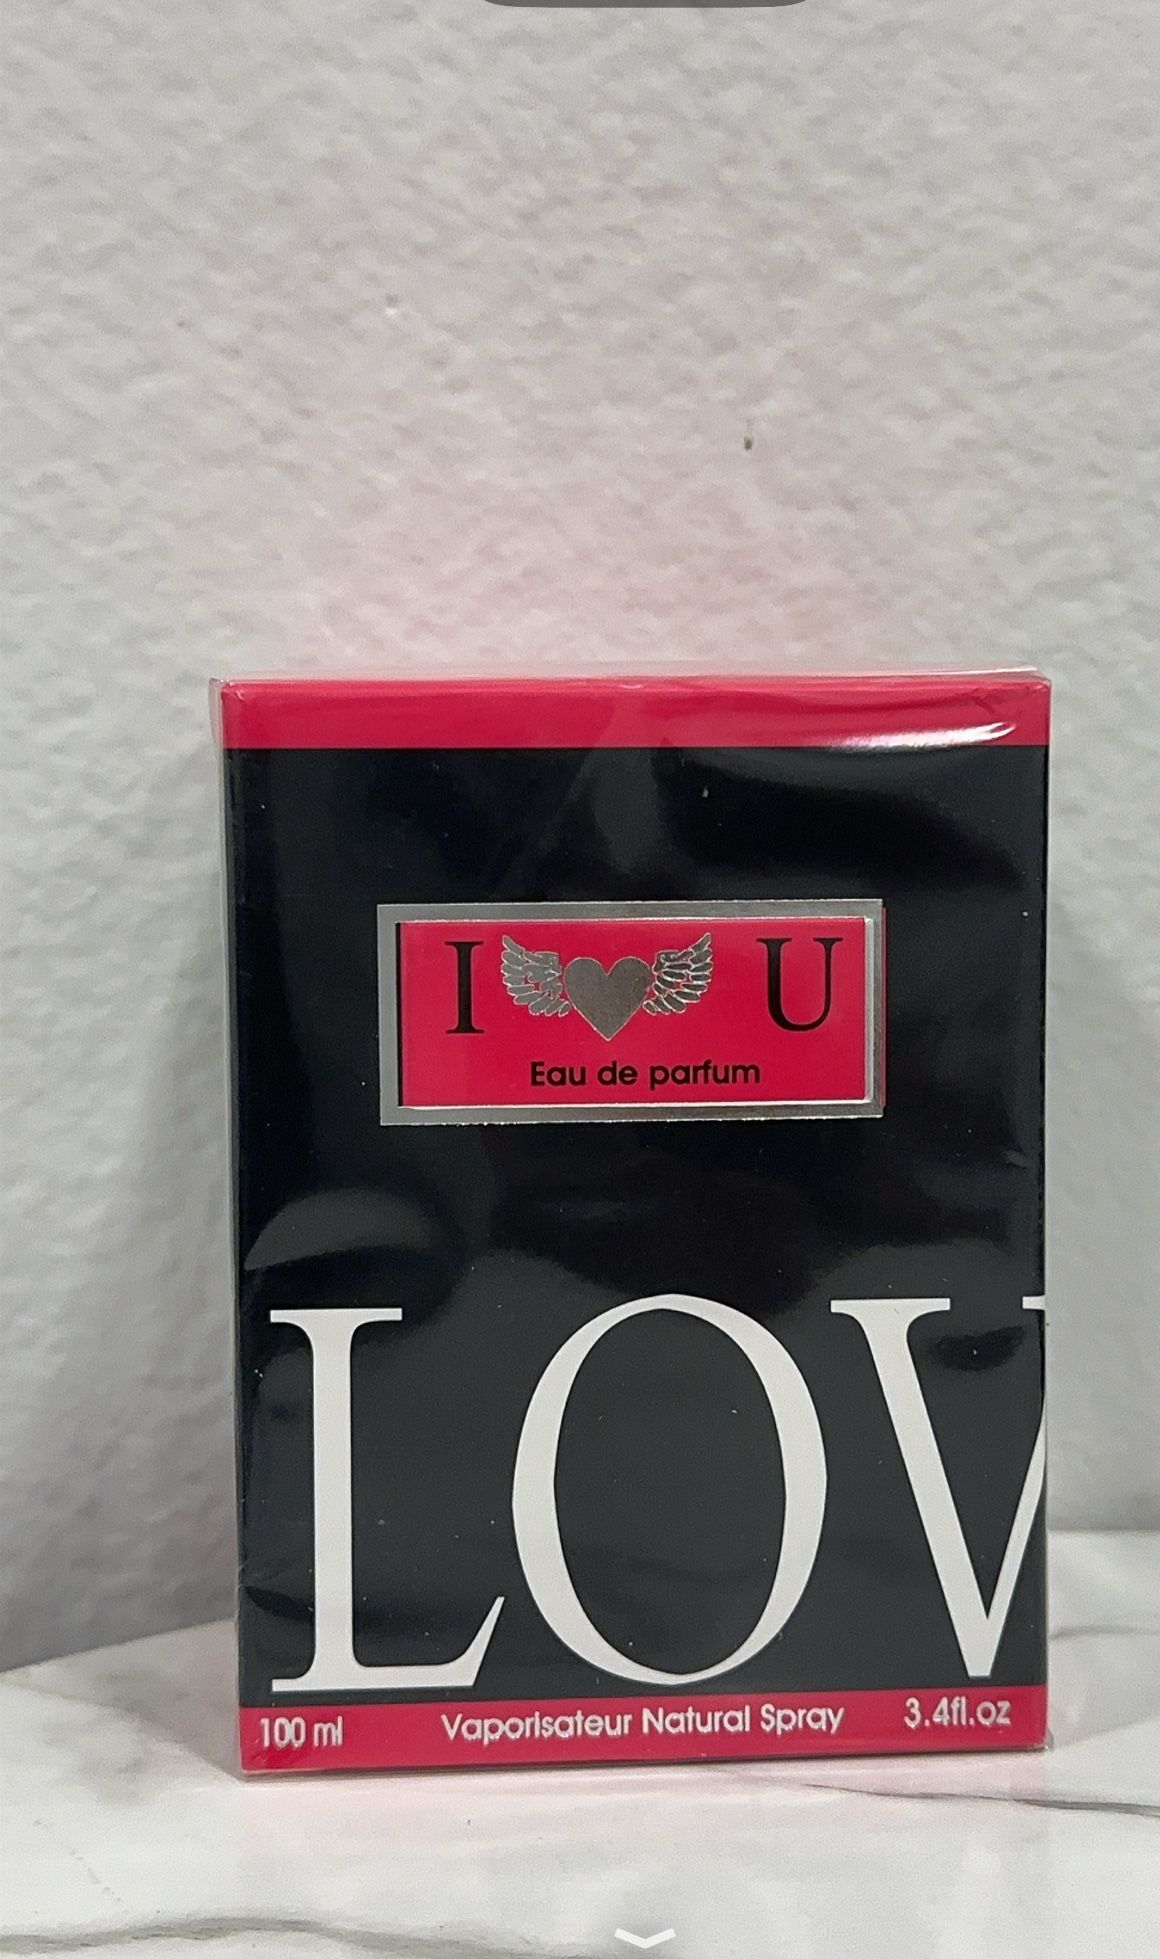 I U
Eau de parfum
LOV
100 ml Vaporisateur Natural Spray 3.4fl.oz